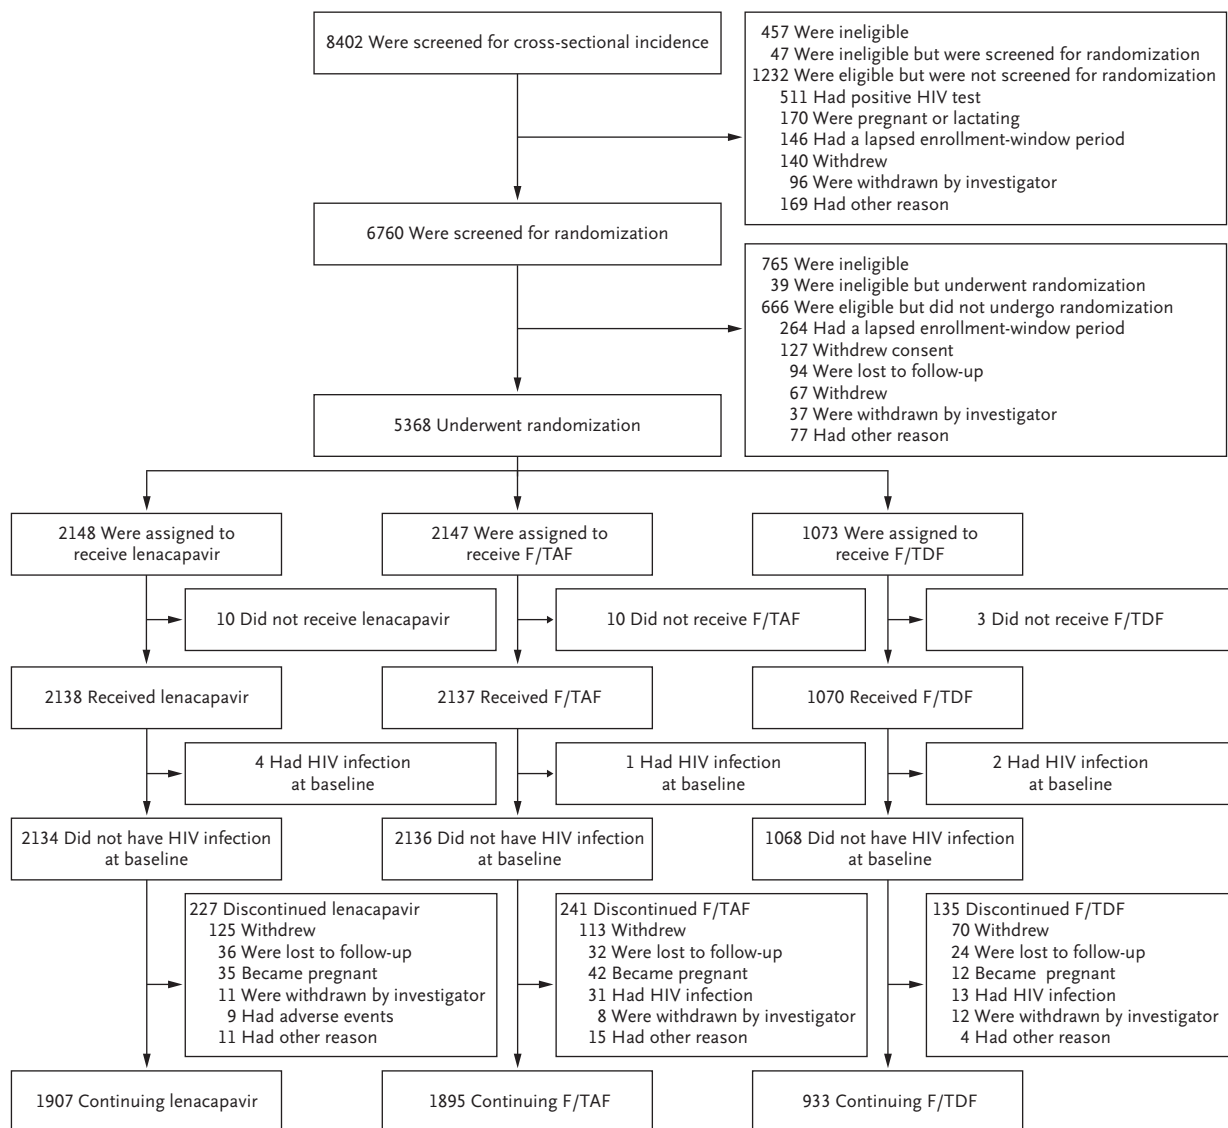 8402 Were screened for cross-sectional incidence
457 Were ineligible
47 Were ineligible but were screened for randomization
1232 Were eligible but were not screened for randomization
511 Had positive HIV test
170 Were pregnant or lactating
146 Had a lapsed enrollment-window period
140 Withdrew
96 Were withdrawn by investigator
169 Had other reason
6760 Were screened for randomization
765 Were ineligible
39 Were ineligible but underwent randomization
666 Were eligible but did not undergo randomization
264 Had a lapsed enrollment-window period
127 Withdrew consent
94 Were lost to follow-up
67 Withdrew
37 Were withdrawn by investigator
77 Had other reason
5368 Underwent randomization
2148 Were assigned to
receive lenacapavir
2147 Were assigned to
receive F/TAF
1073 Were assigned to
receive F/TDF
10 Did not receive lenacapavir
10 Did not receive F/TAF
3 Did not receive F/TDF
2138 Received lenacapavir
2137 Received F/TAF
1070 Received F/TDF
4 Had HIV infection
at baseline
1 Had HIV infection
at baseline
2 Had HIV infection
at baseline
2134 Did not have HIV infection
at baseline
2136 Did not have HIV infection
at baseline
1068 Did not have HIV infection
at baseline
227 Discontinued lenacapavir
125 Withdrew
36 Were lost to follow-up
35 Became pregnant
11 Were withdrawn by investigator
9 Had adverse events
11 Had other reason
241 Discontinued F/TAF
113 Withdrew
32 Were lost to follow-up
42 Became pregnant
31 Had HIV infection
8 Were withdrawn by investigator
15 Had other reason
135 Discontinued F/TDF
70 Withdrew
24 Were lost to follow-up
12 Became pregnant
13 Had HIV infection
12 Were withdrawn by investigator
4 Had other reason
1907 Continuing lenacapavir
1895 Continuing F/TAF
933 Continuing F/TDF